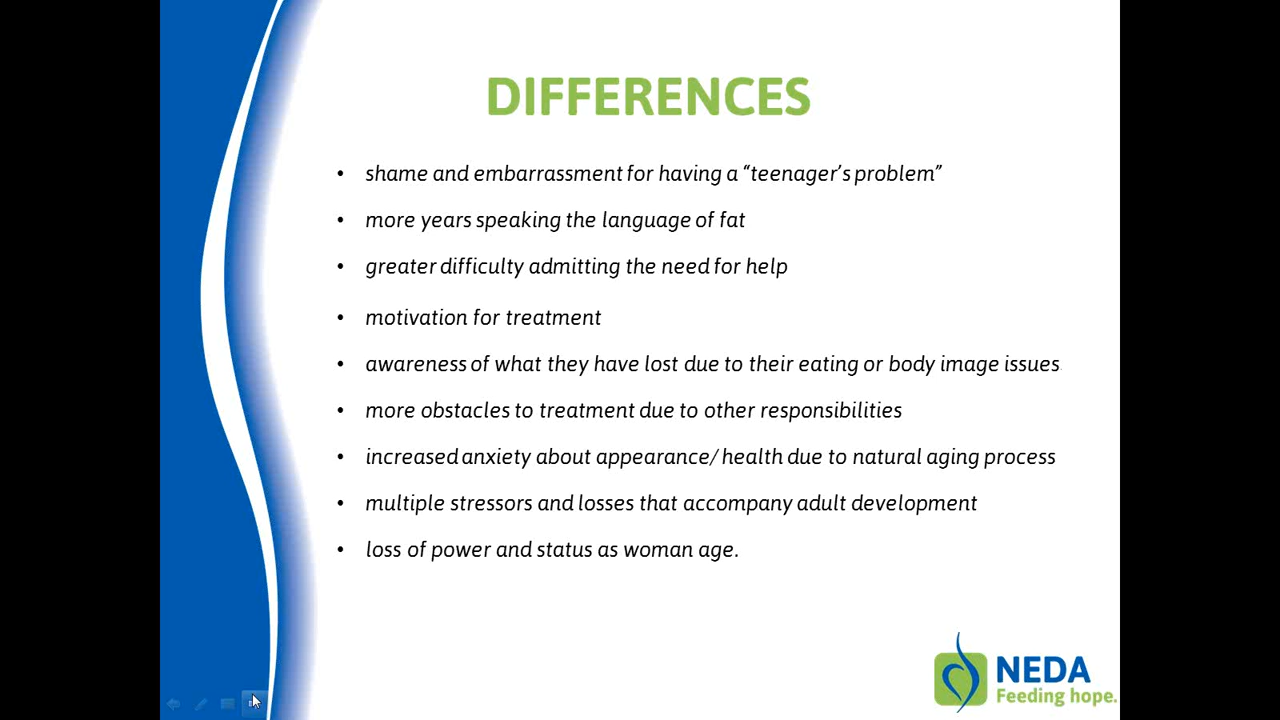 DIFFERENCES
• shame and embarrassment for having a “teenager’s problem”
• more years speaking the language of fat
• greater difficulty admitting the need for help
• motivation for treatment
• awareness of what they have lost due to their eating or body image issues
• more obstacles to treatment due to other responsibilities
• increased anxiety about appearance/ health due to natural aging process
• multiple stressors and losses that accompany adult development
• loss of power and status as woman age.
NEDA
Feeding hope.